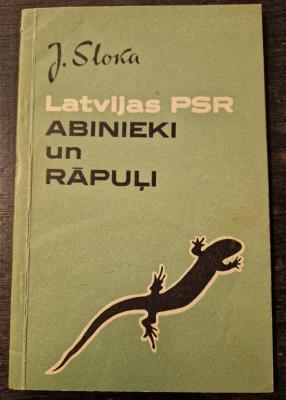 J. Sloka
Latvijas PSR
ABINIEKI
un
RĀPUĻI